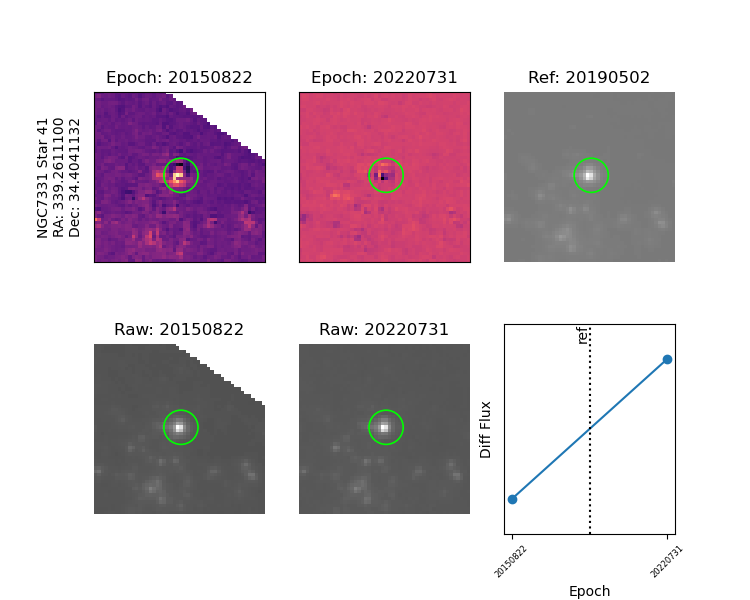 NGC7331 Star 41
RA: 339.2611100
Dec: 34.4041132
Epoch: 20150822
Epoch: 20220731
Ref: 20190502
Raw: 20150822
Raw: 20220731
ref
Diff Flux
20150822
20220731
Epoch